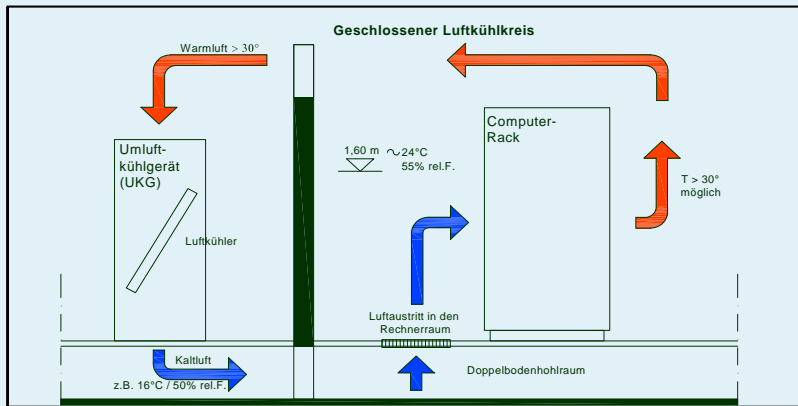 Geschlossener Luftkühlkreis
Warmluft > 30°
Umluft-
kühlgerät
(UKG)
Luftkühler
1,60 m ~ 24°C
55% rel.F.
Computer-
Rack
T > 30°
möglich
Luftaustritt in den
Rechnerraum
Kaltluft
z.B. 16°C / 50% rel.F.
Doppelbodenhohlraum